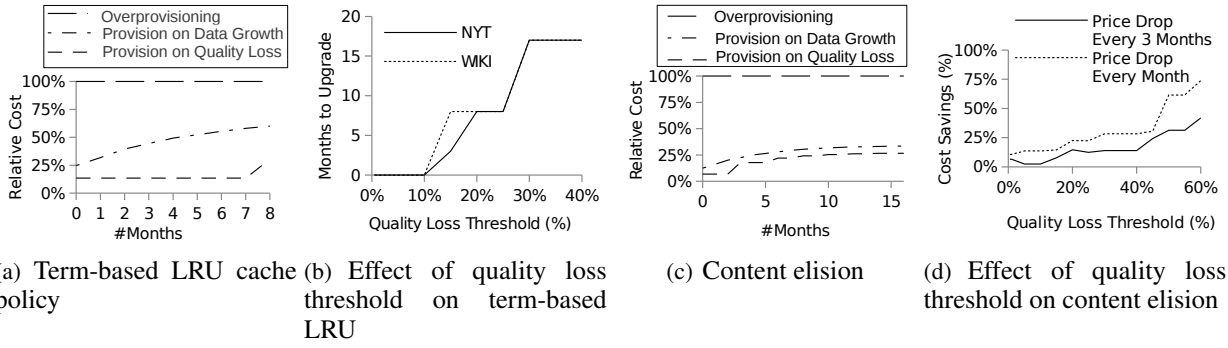 Overprovisioning
Provision on Data Growth
Provision on Quality Loss
100%
75%
50%
25%
0%
Relative Cost
0 1 2 3 4 5 6 7 8
#Months
20
15
10
5
0
Months to Upgrade
NYT
WIKI
0% 10% 20% 30% 40%
Quality Loss Threshold (%)
Overprovisioning
Provision on Data Growth
Provision on Quality Loss
100%
75%
50%
25%
0%
Relative Cost
0 5 10 15
#Months
100%
75%
50%
25%
0%
Cost Savings (%)
Price Drop
Every 3 Months
Price Drop
Every Month
0% 20% 40% 60%
Quality Loss Threshold (%)
(a) Term-based LRU cache
policy
(b) Effect of quality loss
threshold on term-based
LRU
(c) Content elision
(d) Effect of quality loss
threshold on content elision